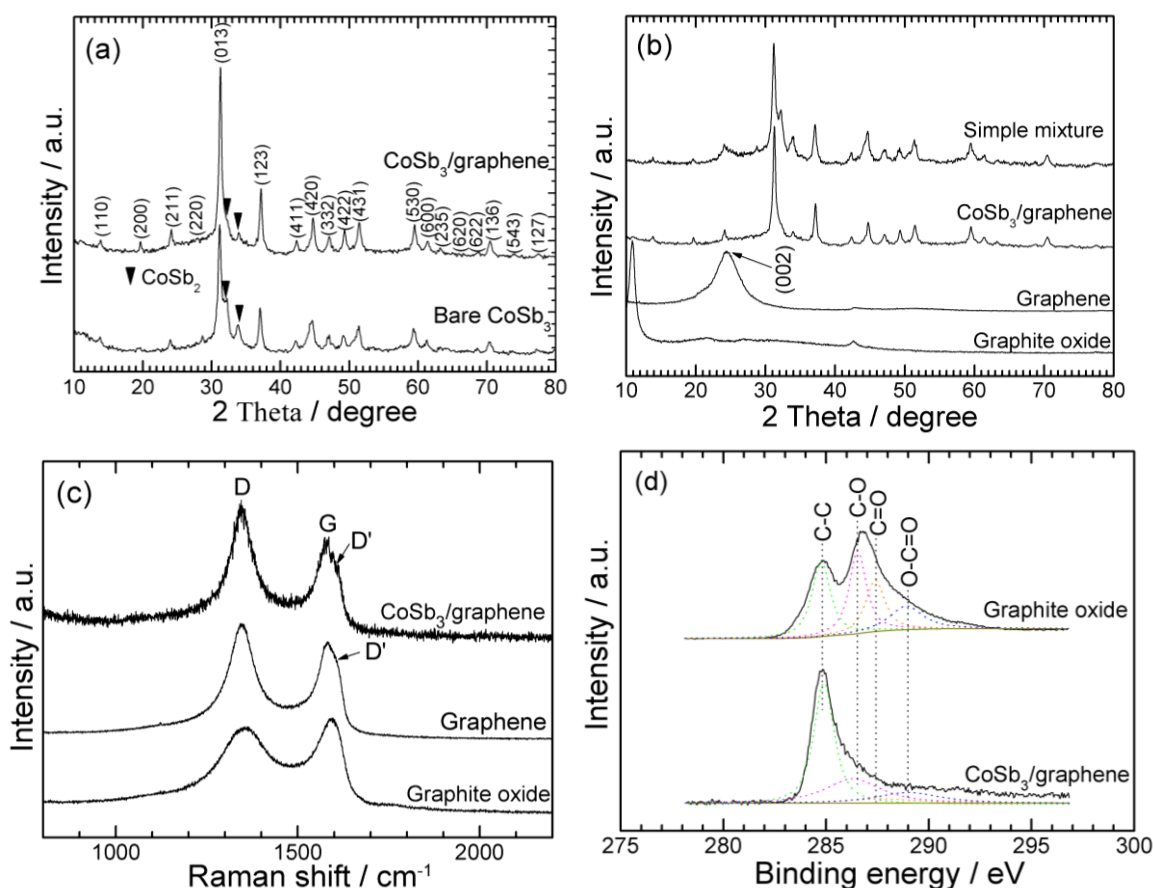 (a)
Intensity / a.u.
(110)
(200)
(211)
(220)
(013)
(123)
(411)
(420)
(332)
(422)
(431)
(530)
(600)
(235)
(620)
(622)
(136)
(543)
(127)
CoSb₃/graphene
CoSb₂
Bare CoSb₃
10 20 30 40 50 60 70 80
2 Theta / degree
(b)
Intensity / a.u.
Simple mixture
CoSb₃/graphene
(002)
Graphene
Graphite oxide
10 20 30 40 50 60 70 80
2 Theta / degree
(c)
Intensity / a.u.
D
G
D'
CoSb₃/graphene
D'
Graphene
Graphite oxide
1000 1500 2000
Raman shift / cm⁻¹
(d)
Intensity / a.u.
C-C
C-O
C=O
O-C=O
Graphite oxide
CoSb₃/graphene
275 280 285 290 295 300
Binding energy / eV